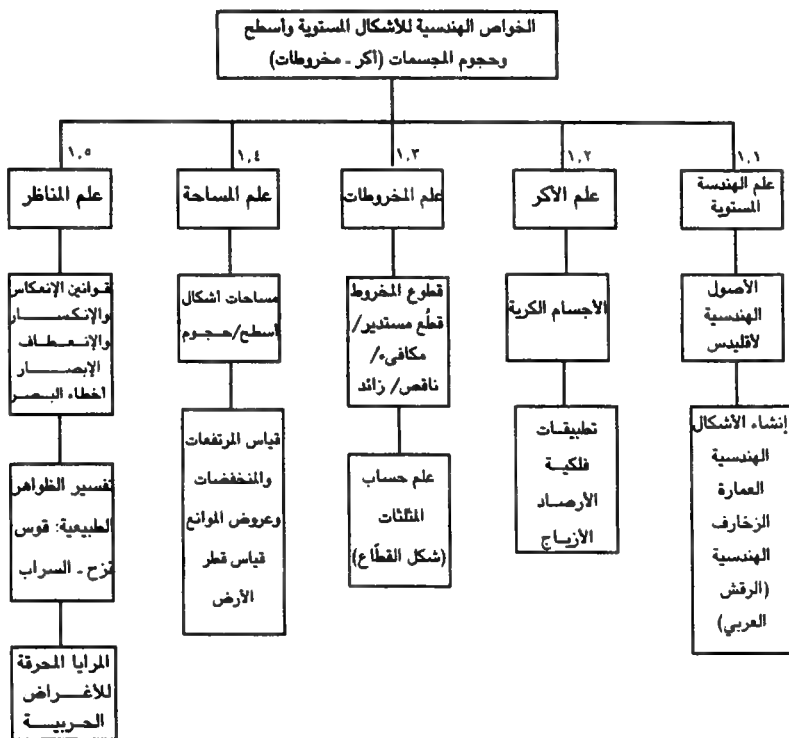 الخواص الهندسية للأشكال المستوية وأسطح
وحجوم المجسمات (أكر ـ مخروطات)
١,١
علم الهندسة
المستوية
الأصول
الهندسية
لأقليدس
إنشاء الأشكال
الهندسية
العمارة
الزخارف
الهندسية
(الرقش
العربي)
١,٢
علم الأكر
الأجسام الكرية
تطبيقات
فلكية
الأرصاد
الأزياج
١,٣
علم المخروطات
قطوع المخروط
قطُع مستدير/
مكافىء/
ناقص/ زائد
علم حساب
المثلثات
(شكل القطّاع)
١,٤
علم المساحة
مساحات أشكال
أسطح/حجوم
قياس المرتفعات
والمنخفضات
وعروض الموانع
قياس قطر
الأرض
١,٥
علم المناظر
قوانين الإنعكاس
والإنكسار
والإنعطاف
الإبصار
أخطاء البصر
تفسير الظواهر
الطبيعية: قوس
قزح ـ السراب
المرايا المحرقة
للأغراض
الحربية